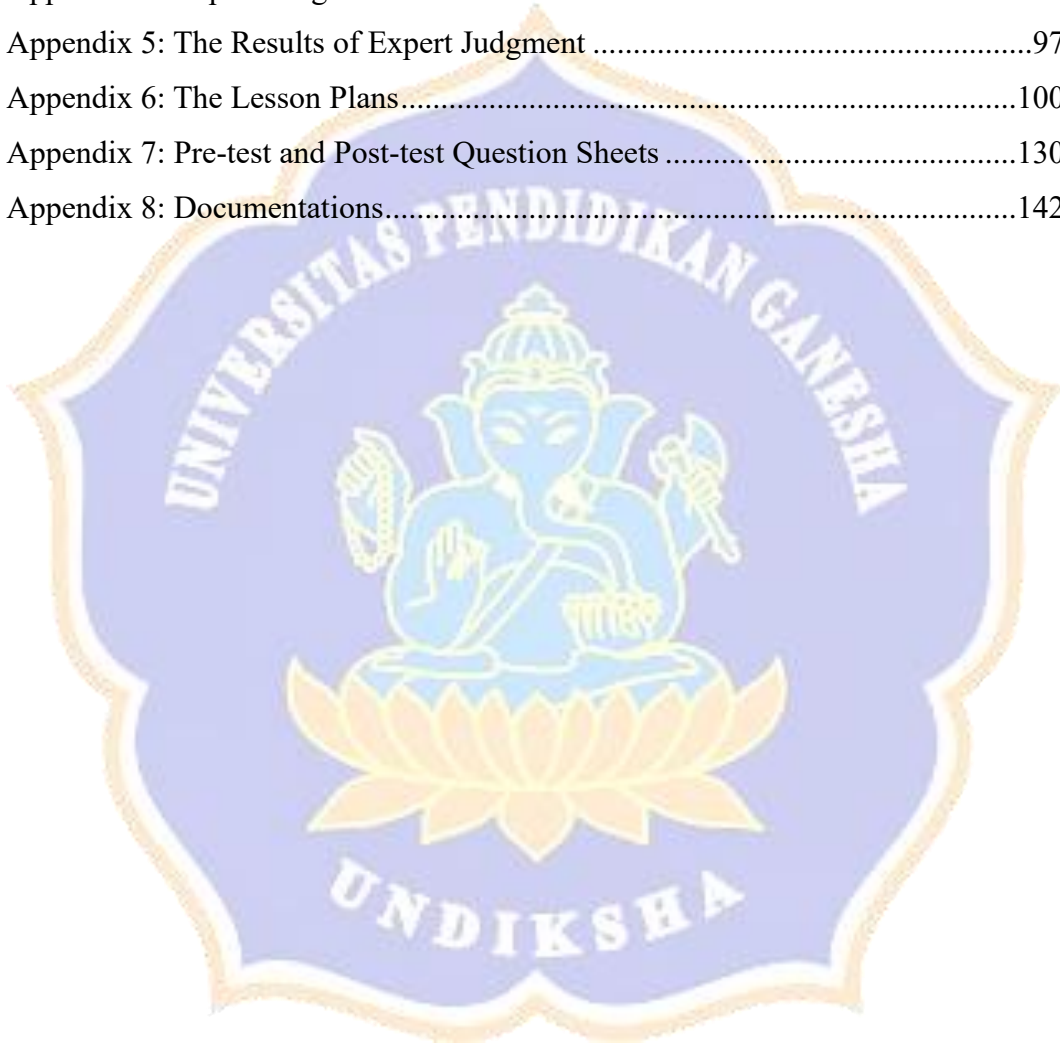 Appendix 5: The Results of Expert Judgment ........................................................97
Appendix 6: The Lesson Plans...............................................................................100
Appendix 7: Pre-test and Post-test Question Sheets .............................................130
Appendix 8: Documentations.................................................................................142
UNIVERSITAS PENDIDIKAN GANESHA
UNDIKSHA